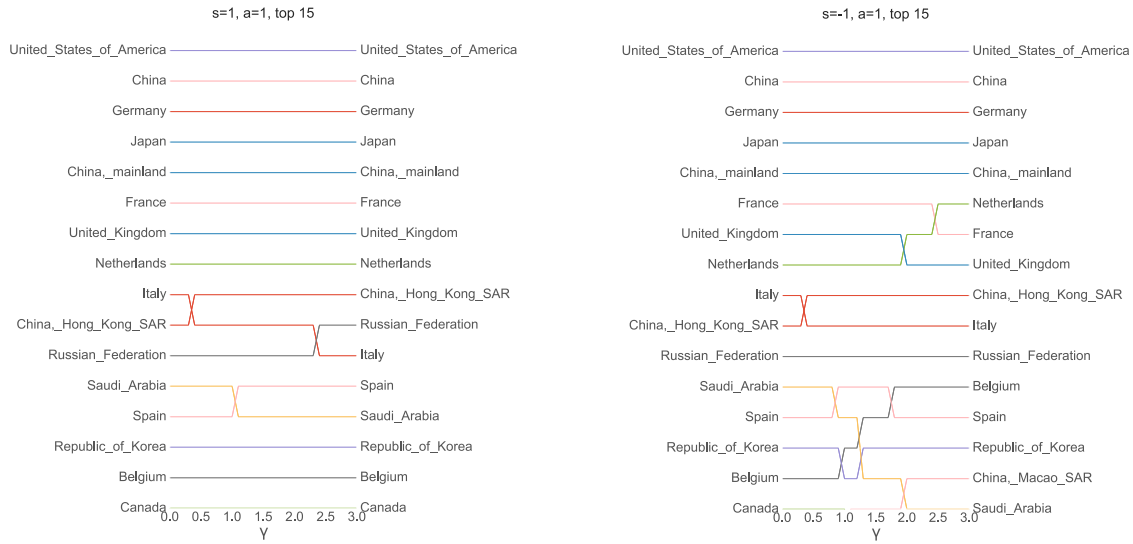 s=1, a=1, top 15
United_States_of_America United_States_of_America
China China
Germany Germany
Japan Japan
China,_mainland China,_mainland
France France
United_Kingdom United_Kingdom
Netherlands Netherlands
Italy China,_Hong_Kong_SAR
China,_Hong_Kong_SAR Russian_Federation
Russian_Federation Italy
Saudi_Arabia Spain
Spain Saudi_Arabia
Republic_of_Korea Republic_of_Korea
Belgium Belgium
Canada Canada
0.0 0.5 1.0 1.5 2.0 2.5 3.0
γ
s=-1, a=1, top 15
United_States_of_America United_States_of_America
China China
Germany Germany
Japan Japan
China,_mainland China,_mainland
France Netherlands
United_Kingdom France
Netherlands United_Kingdom
Italy China,_Hong_Kong_SAR
China,_Hong_Kong_SAR Italy
Russian_Federation Russian_Federation
Saudi_Arabia Belgium
Spain Spain
Republic_of_Korea Republic_of_Korea
Belgium China,_Macao_SAR
Canada Saudi_Arabia
0.0 0.5 1.0 1.5 2.0 2.5 3.0
γ